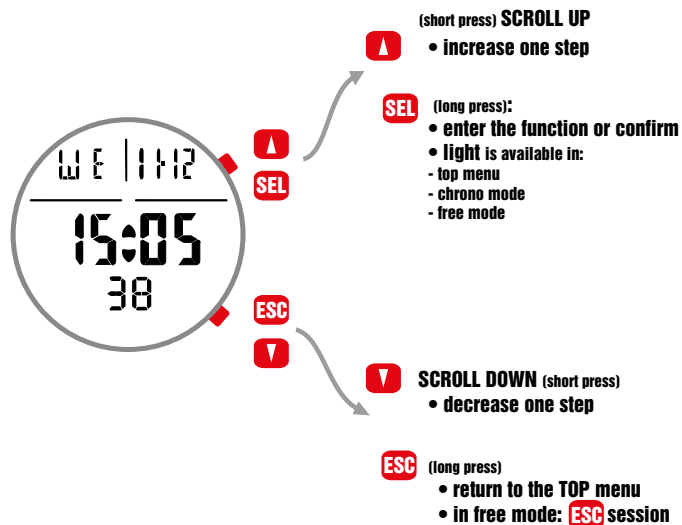 (short press) SCROLL UP
• increase one step
SEL (long press):
• enter the function or confirm
• light is available in:
- top menu
- chrono mode
- free mode
WE 11-12
SEL
15:05
38
ESC
SCROLL DOWN (short press)
• decrease one step
ESC (long press)
• return to the TOP menu
• in free mode: ESC session